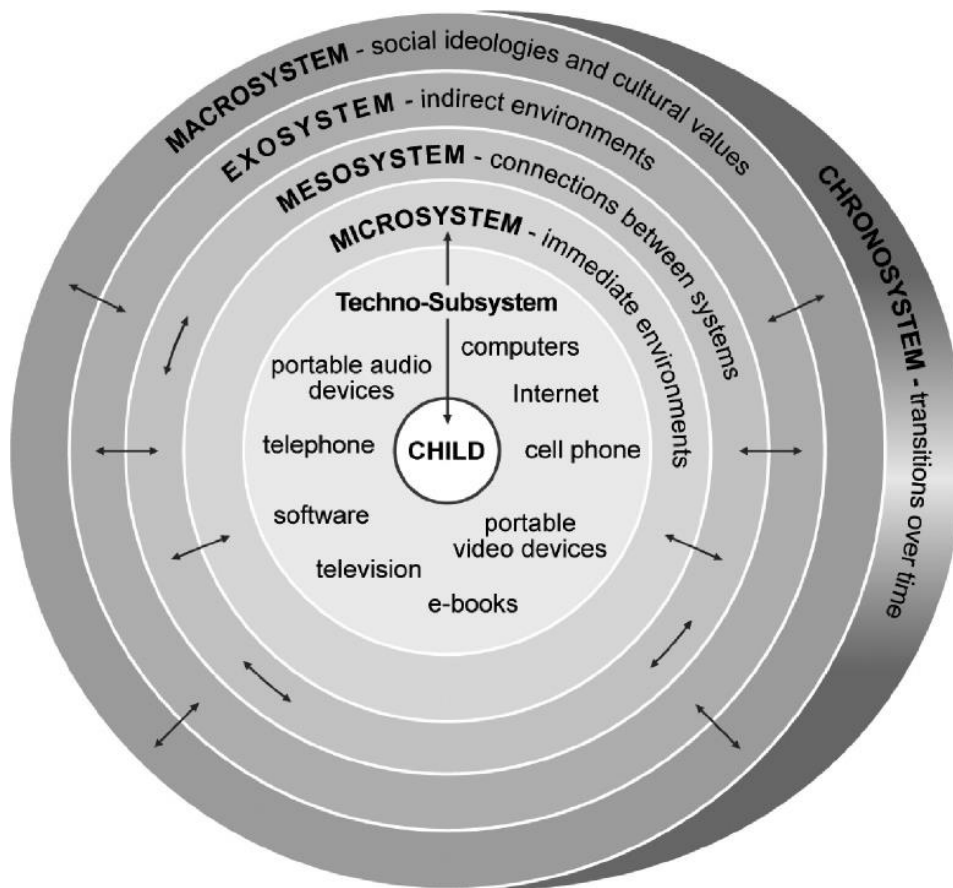 MACROSYSTEM - social ideologies and cultural values
EXOSYSTEM - indirect environments
MESOSYSTEM - connections between systems
MICROSYSTEM - immediate environments
CHRONOSYSTEM - transitions over time
Techno-Subsystem
computers
portable audio
devices
Internet
telephone
CHILD
cell phone
software
portable
video devices
television
e-books